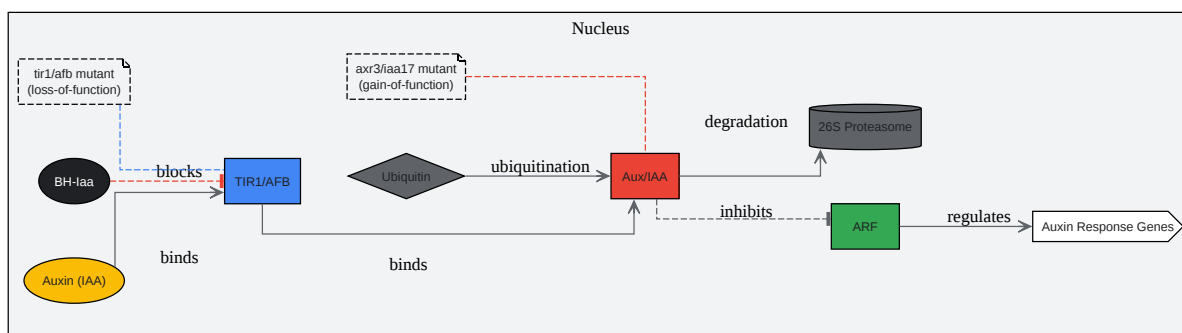 Nucleus
tir1/afb mutant
(loss-of-function)
axr3/iaa17 mutant
(gain-of-function)
degradation
26S Proteasome
BH-Iaa
blocks
TIR1/AFB
Ubiquitin
ubiquitination
Aux/IAA
inhibits
ARF
regulates
Auxin Response Genes
Auxin (IAA)
binds
binds